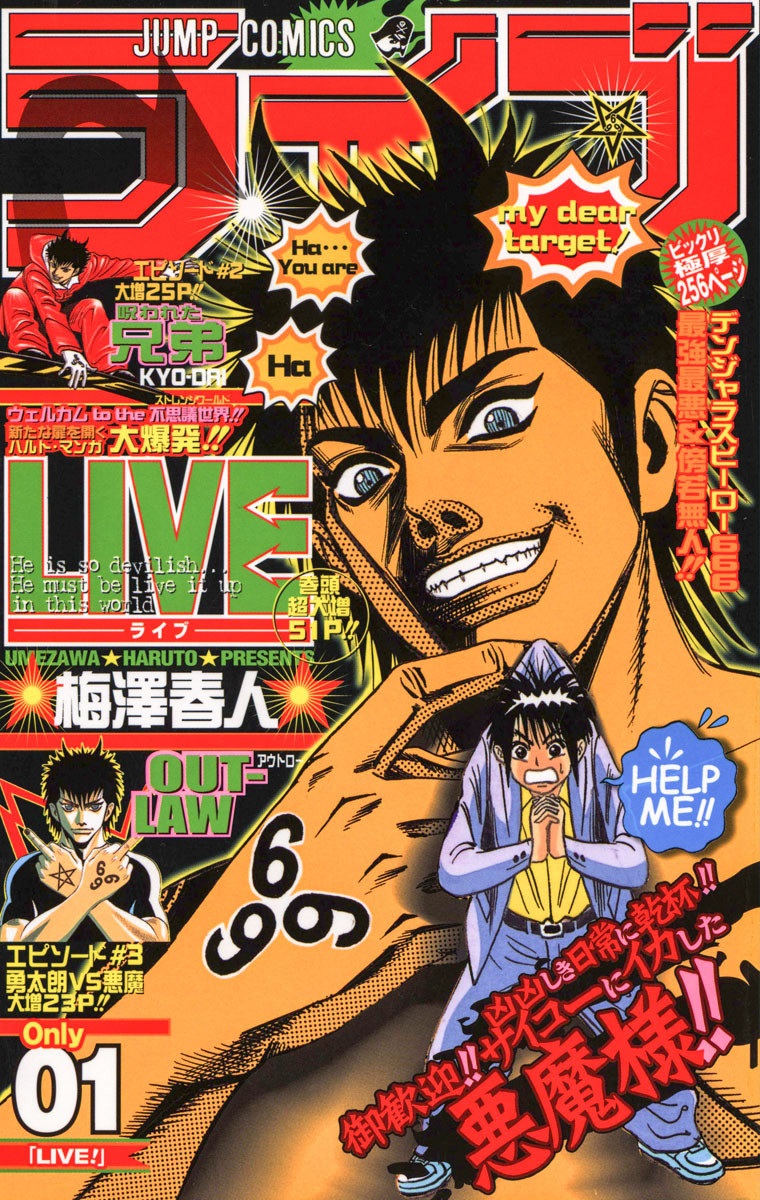 JUMP COMICS
ライブ
Ha…
You are
my dear
target!
Ha
ビックリ
極厚
256ページ
デンジャラスヒーロー666
最強最悪&傍若無人!!
エピソード#2
大増25P!!
呪われた
兄弟
KYO-DAI
ストレンジワールド
ウェルカム to the 不思議世界!!
新たな扉を開く
ハルト・マンガ 大爆発!!
LIVE
He is so devilish...
He must be live it up
in this world
巻頭
超大増
51P!!
ライブ
UMEZAWA★HARUTO★PRESENTS
梅澤春人
OUT-
LAW
アウトロー
HELP
ME!!
666
エピソード#3
勇太朗VS悪魔
大増23P!!
Only
01
「LIVE!」
凶凶しき日常に乾杯!!
サイコーにイカした
御歓迎!!
悪魔様!!